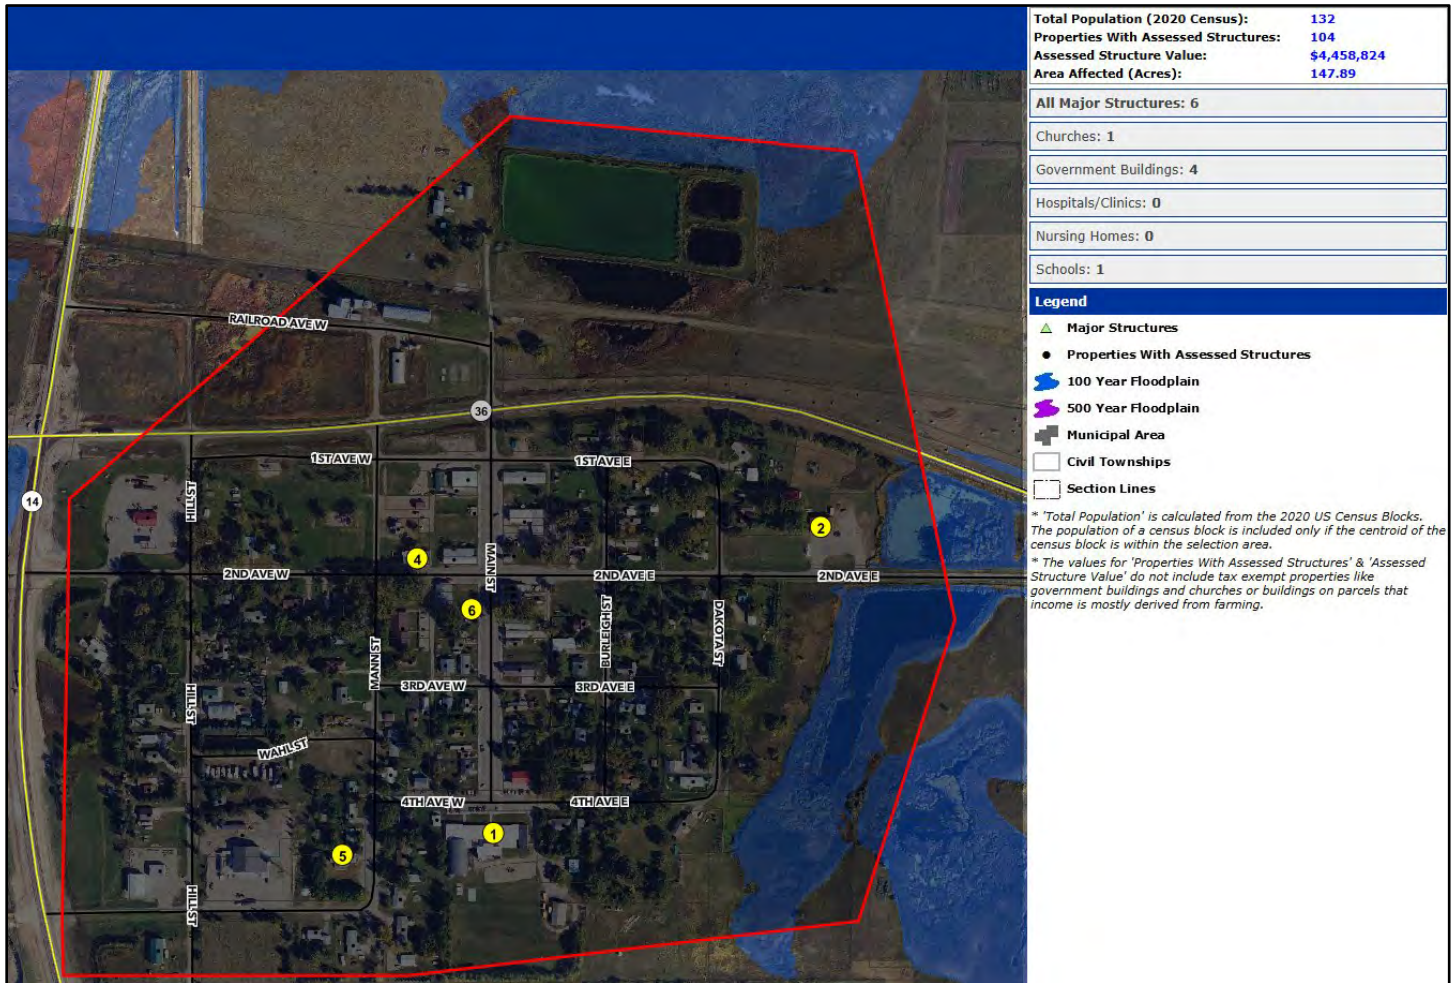 Total Population (2020 Census): 132
Properties With Assessed Structures: 104
Assessed Structure Value: $4,458,824
Area Affected (Acres): 147.89
All Major Structures: 6
Churches: 1
Government Buildings: 4
Hospitals/Clinics: 0
Nursing Homes: 0
Schools: 1
Legend
Major Structures
Properties With Assessed Structures
100 Year Floodplain
500 Year Floodplain
Municipal Area
Civil Townships
Section Lines
* 'Total Population' is calculated from the 2020 US Census Blocks.
The population of a census block is included only if the centroid of the
census block is within the selection area.
* The values for 'Properties With Assessed Structures' & 'Assessed
Structure Value' do not include tax exempt properties like
government buildings and churches or buildings on parcels that
income is mostly derived from farming.
RAILROAD AVE W
36
1ST AVE W
1ST AVE E
14
HILL ST
2
4
MAIN ST
2ND AVE W
2ND AVE E
2ND AVE E
6
BURLEIGH ST
DAKOTA ST
MANN ST
3RD AVE W
3RD AVE E
HILL ST
WAHL ST
4TH AVE W
4TH AVE E
1
5
HILL ST